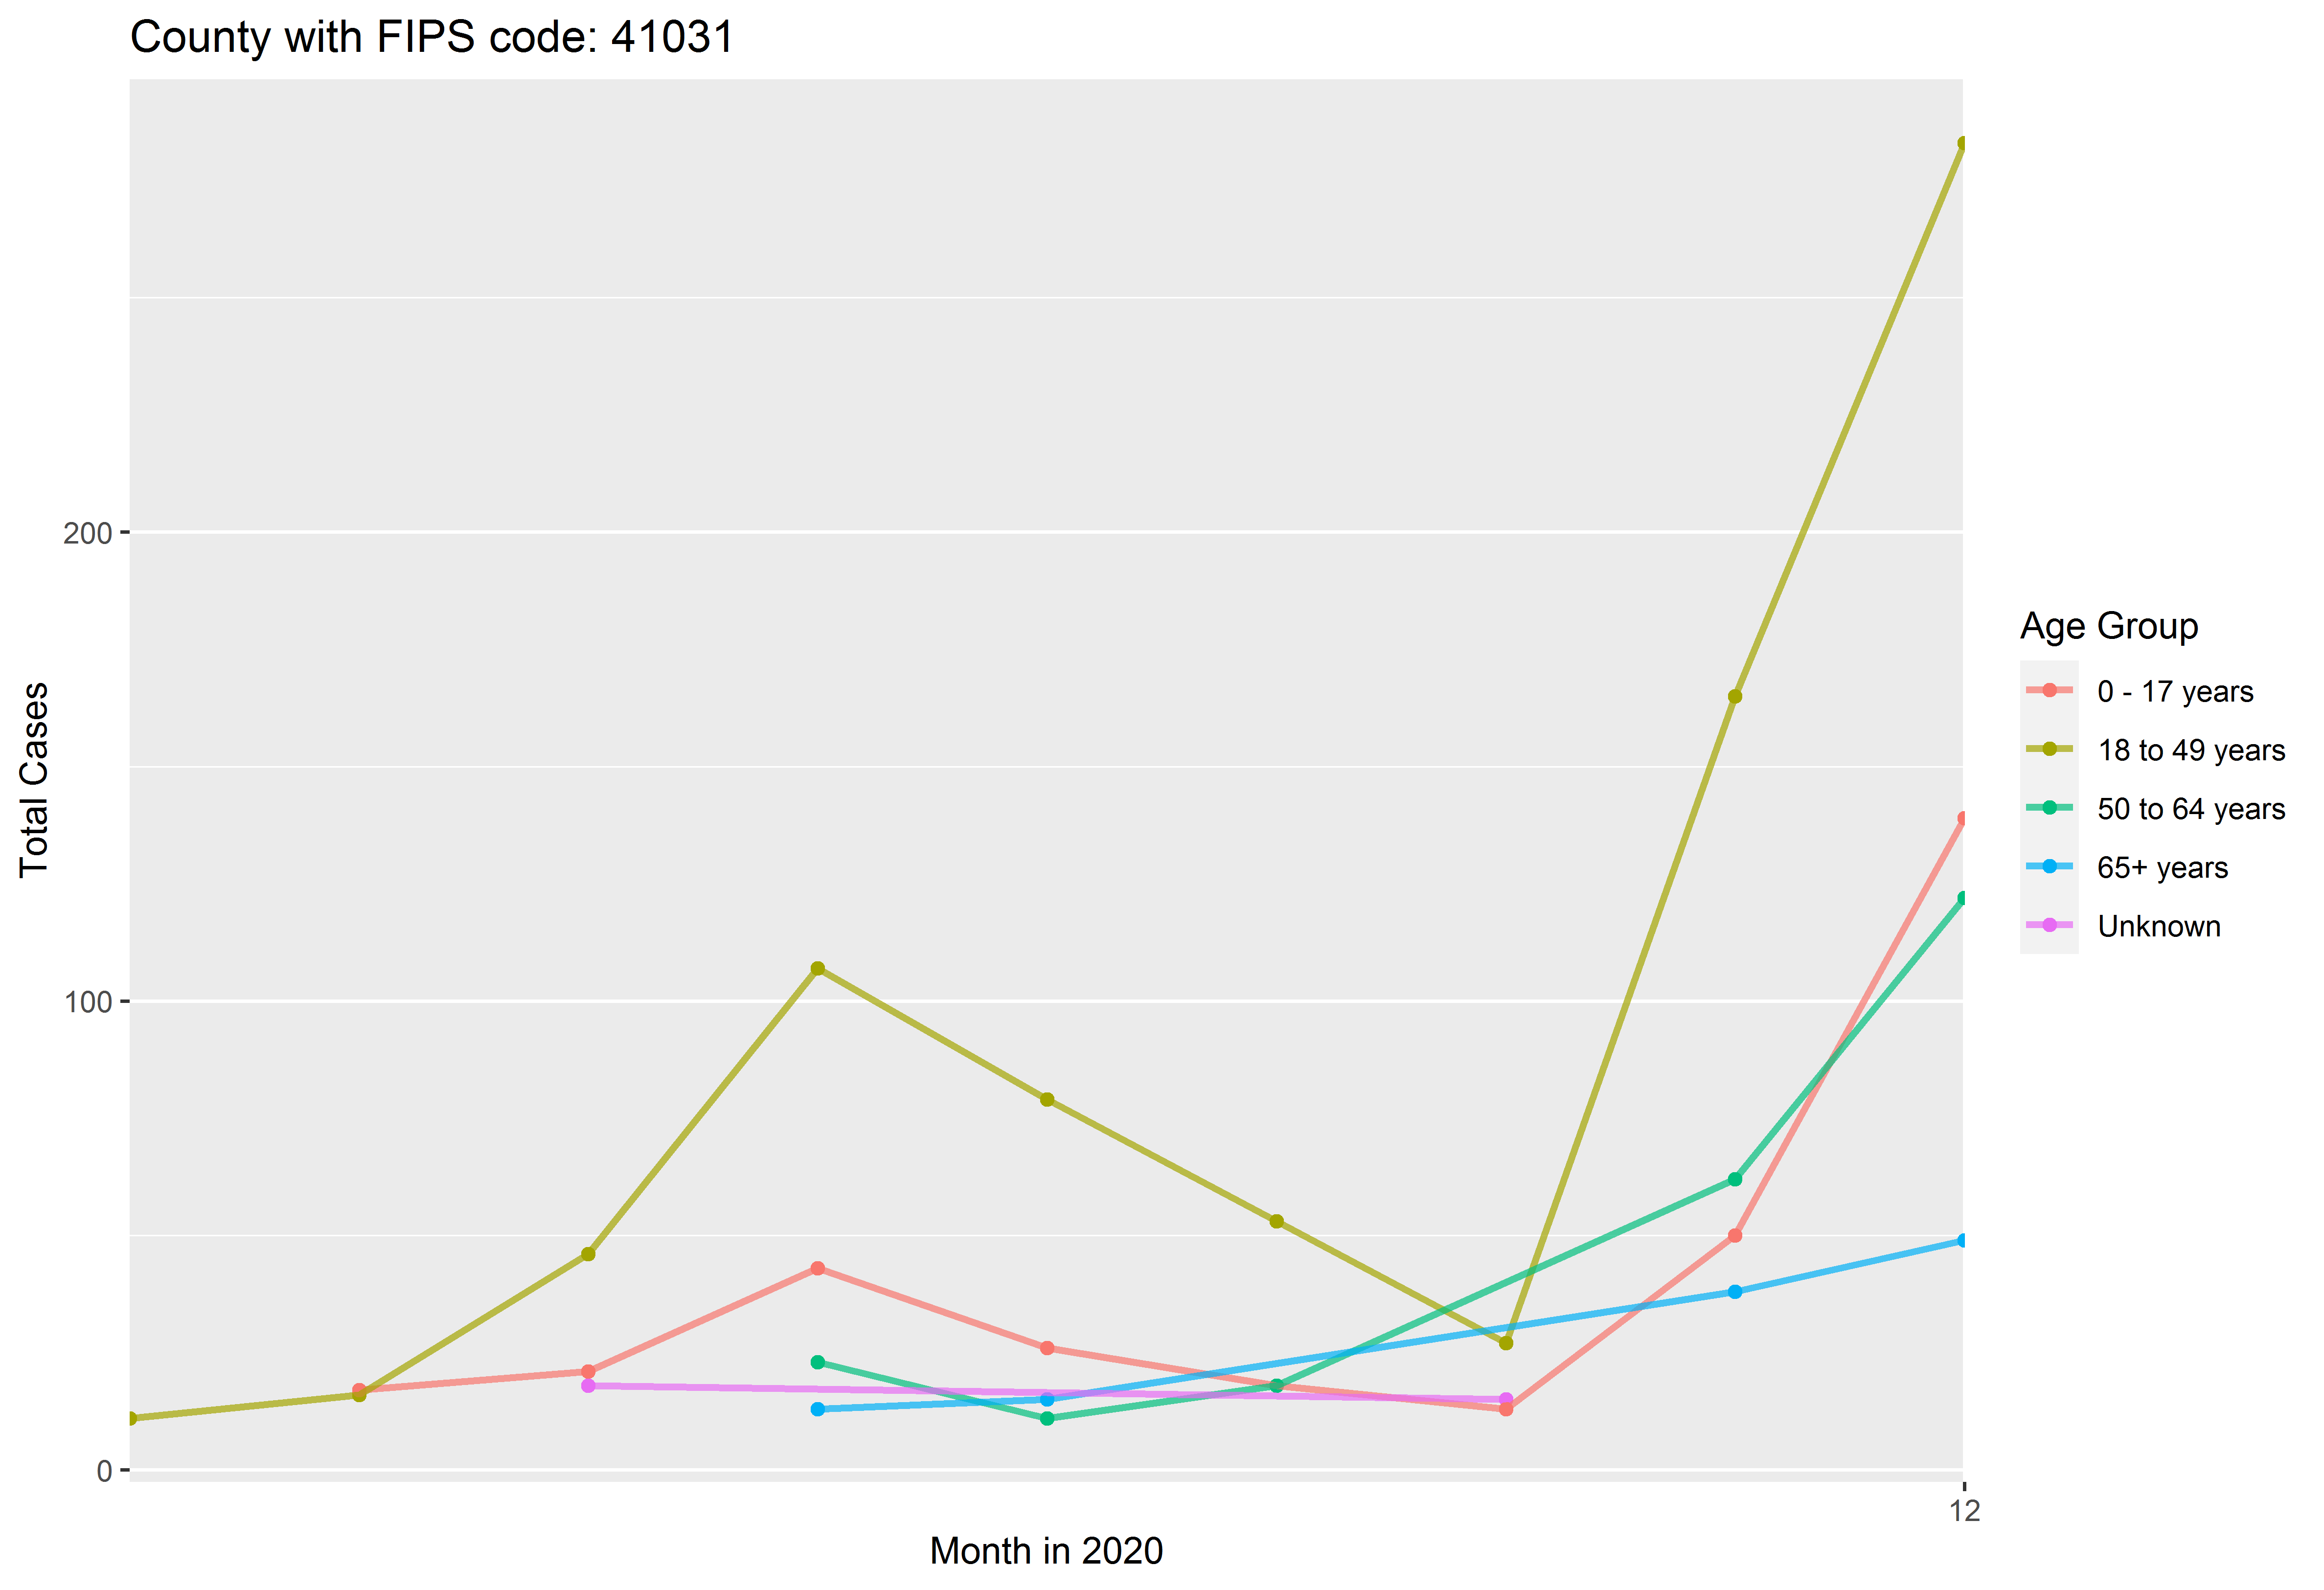 County with FIPS code: 41031
Total Cases
200
100
0
12
Month in 2020
Age Group
0 - 17 years
18 to 49 years
50 to 64 years
65+ years
Unknown